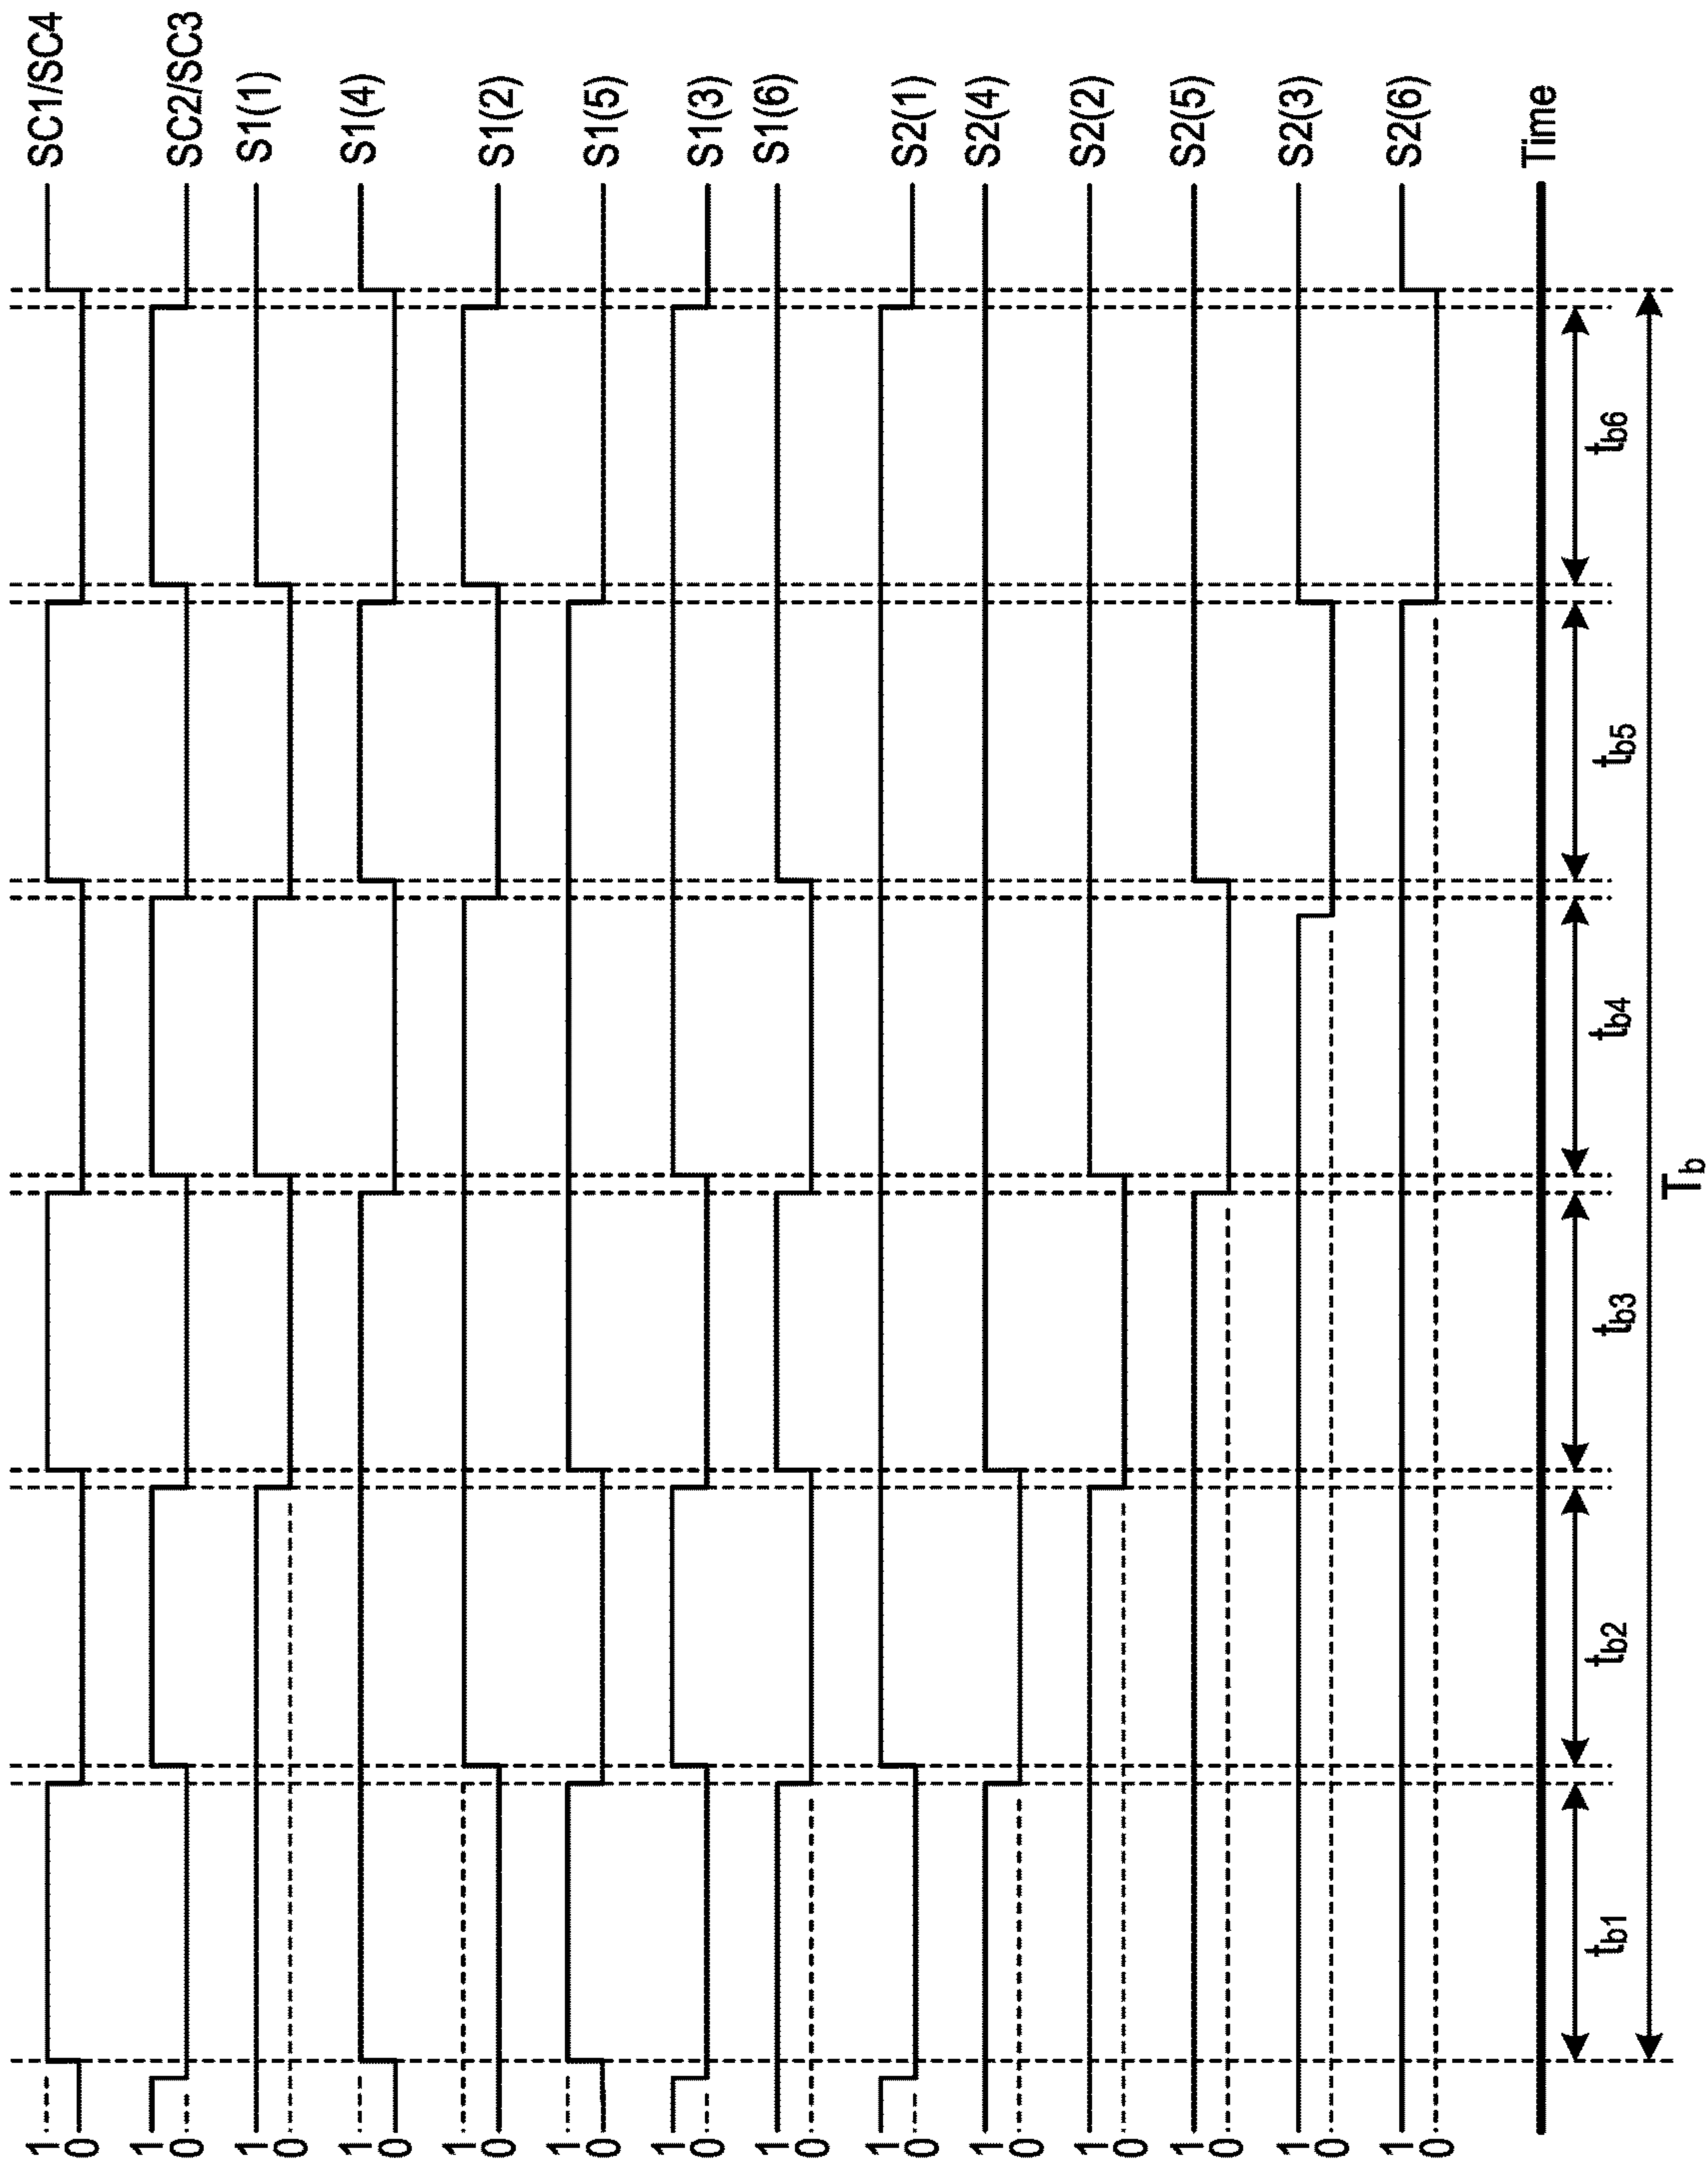 1
0
SC1/SC4
1
0
SC2/SC3
1
0
S1(1)
1
0
S1(4)
1
0
S1(2)
1
0
S1(5)
1
0
S1(3)
1
0
S1(6)
1
0
S2(1)
1
0
S2(4)
1
0
S2(2)
1
0
S2(5)
1
0
S2(3)
1
0
S2(6)
Time
tb1 tb2 tb3 tb4 tb5 tb6
Tb